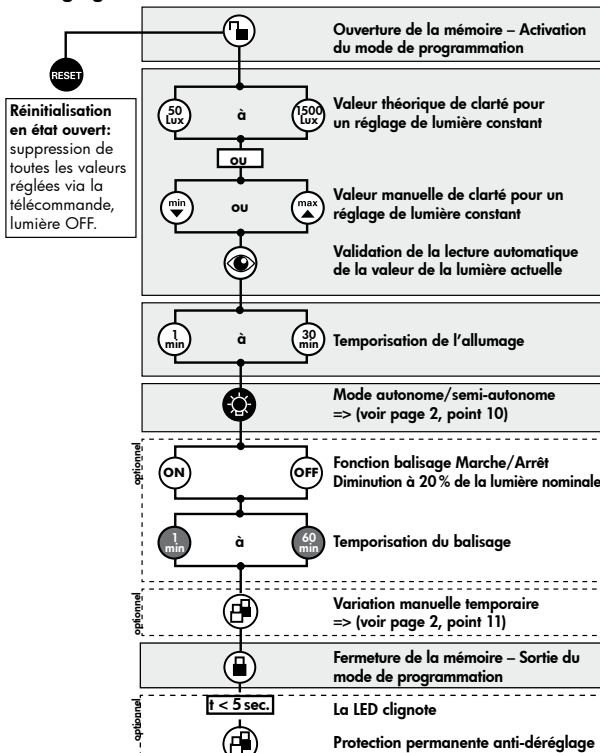 Ouverture de la mémoire – Activation
du mode de programmation
RESET
Réinitialisation
en état ouvert:
suppression de
toutes les valeurs
réglées via la
télécommande,
lumière OFF.
50
Lux
à
1500
Lux
Valeur théorique de clarté pour
un réglage de lumière constant
ou
min
ou
max
Valeur manuelle de clarté pour un
réglage de lumière constant
Validation de la lecture automatique
de la valeur de la lumière actuelle
1
min
à
30
min
Temporisation de l’allumage
Mode autonome/semi-autonome
=> (voir page 2, point 10)
optionnel
ON
OFF
Fonction balisage Marche/Arrêt
Diminution à 20 % de la lumière nominale
1
min
à
60
min
Temporisation du balisage
optionnel
Variation manuelle temporaire
=> (voir page 2, point 11)
Fermeture de la mémoire – Sortie du
mode de programmation
optionnel
t < 5 sec.
La LED clignote
Protection permanente anti-déréglage